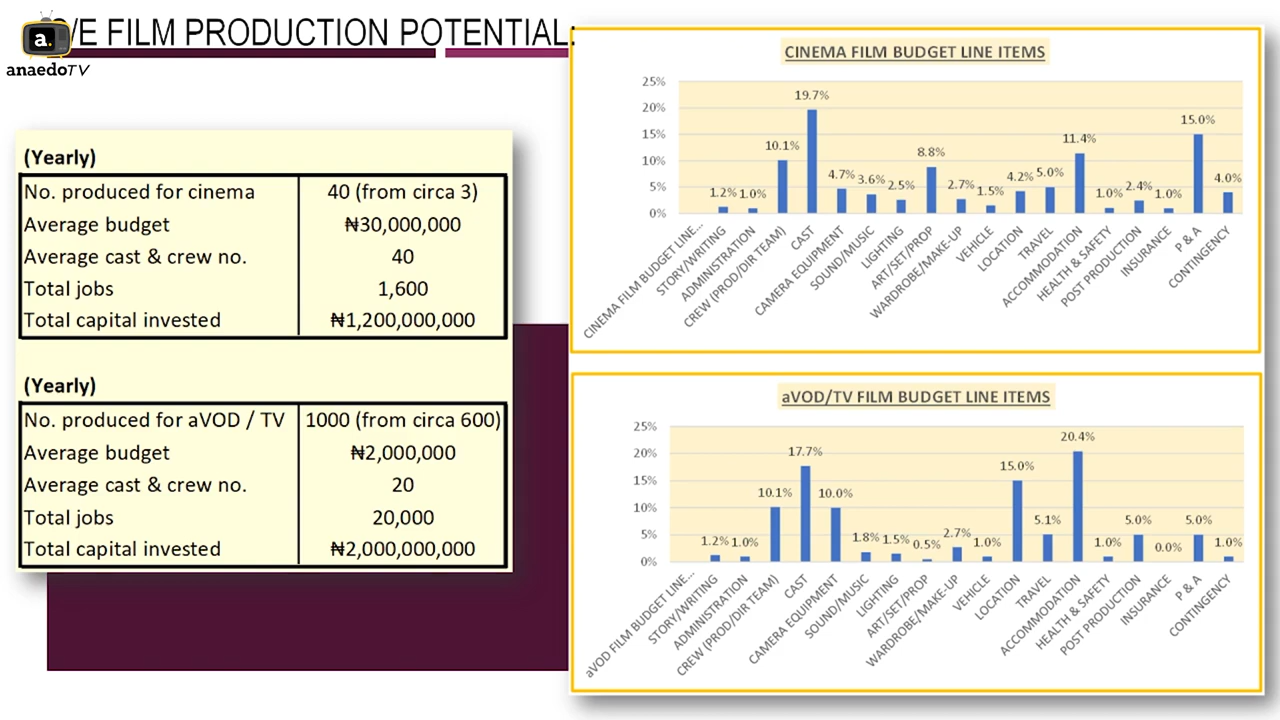 /E FILM PRODUCTION POTENTIAL:
a.
anaedoTV
(Yearly)
No. produced for cinema 40 (from circa 3)
Average budget ₦30,000,000
Average cast & crew no. 40
Total jobs 1,600
Total capital invested ₦1,200,000,000
(Yearly)
No. produced for aVOD / TV 1000 (from circa 600)
Average budget ₦2,000,000
Average cast & crew no. 20
Total jobs 20,000
Total capital invested ₦2,000,000,000
CINEMA FILM BUDGET LINE ITEMS
25%
20%
15%
10%
5%
0%
1.2% 1.0% 10.1% 19.7% 4.7% 3.6% 2.5% 8.8% 2.7% 1.5% 4.2% 5.0% 11.4% 1.0% 2.4% 1.0% 15.0% 4.0%
CINEMA FILM BUDGET LINE...
STORY/WRITING
ADMINISTRATION
CREW (PROD/DIR TEAM)
CAST
CAMERA EQUIPMENT
SOUND/MUSIC
LIGHTING
ART/SET/PROP
WARDROBE/MAKE-UP
VEHICLE
LOCATION
TRAVEL
ACCOMMODATION
HEALTH & SAFETY
POST PRODUCTION
INSURANCE
P & A
CONTINGENCY
aVOD/TV FILM BUDGET LINE ITEMS
25%
20%
15%
10%
5%
0%
1.2% 1.0% 10.1% 17.7% 10.0% 1.8% 1.5% 0.5% 2.7% 1.0% 15.0% 5.1% 20.4% 1.0% 5.0% 0.0% 5.0% 1.0%
aVOD FILM BUDGET LINE...
STORY/WRITING
ADMINISTRATION
CREW (PROD/DIR TEAM)
CAST
CAMERA EQUIPMENT
SOUND/MUSIC
LIGHTING
ART/SET/PROP
WARDROBE/MAKE-UP
VEHICLE
LOCATION
TRAVEL
ACCOMMODATION
HEALTH & SAFETY
POST PRODUCTION
INSURANCE
P & A
CONTINGENCY